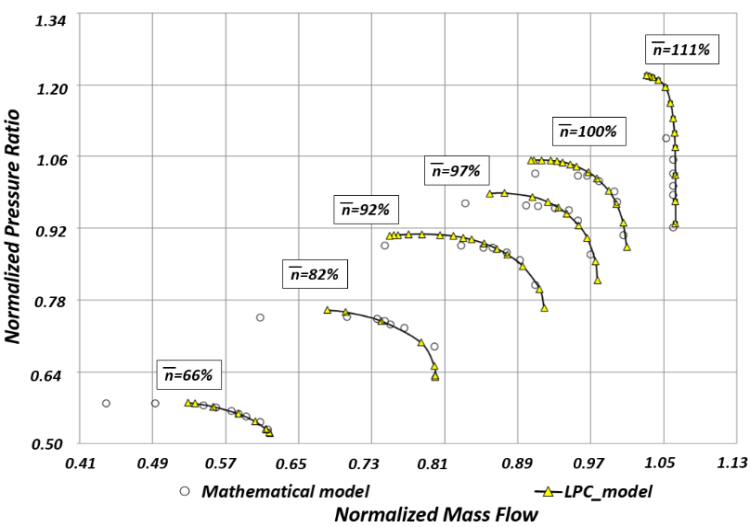 1.34
1.20
1.06
0.92
0.78
0.64
0.50
Normalized Pressure Ratio
n̅=111%
n̅=100%
n̅=97%
n̅=92%
n̅=82%
n̅=66%
0.41 0.49 0.57 0.65 0.73 0.81 0.89 0.97 1.05 1.13
Mathematical model LPC_model
Normalized Mass Flow